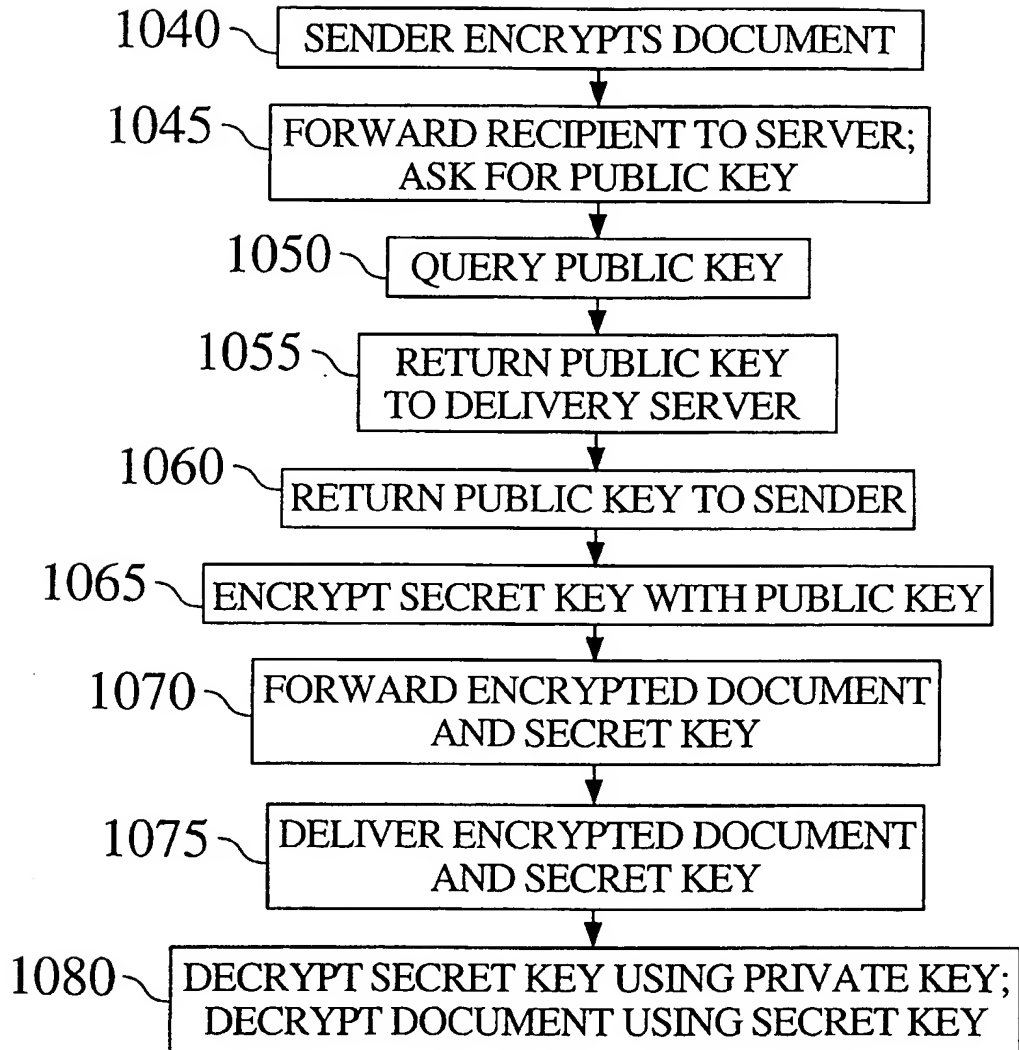 1040 SENDER ENCRYPTS DOCUMENT
1045 FORWARD RECIPIENT TO SERVER;
ASK FOR PUBLIC KEY
1050 QUERY PUBLIC KEY
1055 RETURN PUBLIC KEY
TO DELIVERY SERVER
1060 RETURN PUBLIC KEY TO SENDER
1065 ENCRYPT SECRET KEY WITH PUBLIC KEY
1070 FORWARD ENCRYPTED DOCUMENT
AND SECRET KEY
1075 DELIVER ENCRYPTED DOCUMENT
AND SECRET KEY
1080 DECRYPT SECRET KEY USING PRIVATE KEY;
DECRYPT DOCUMENT USING SECRET KEY